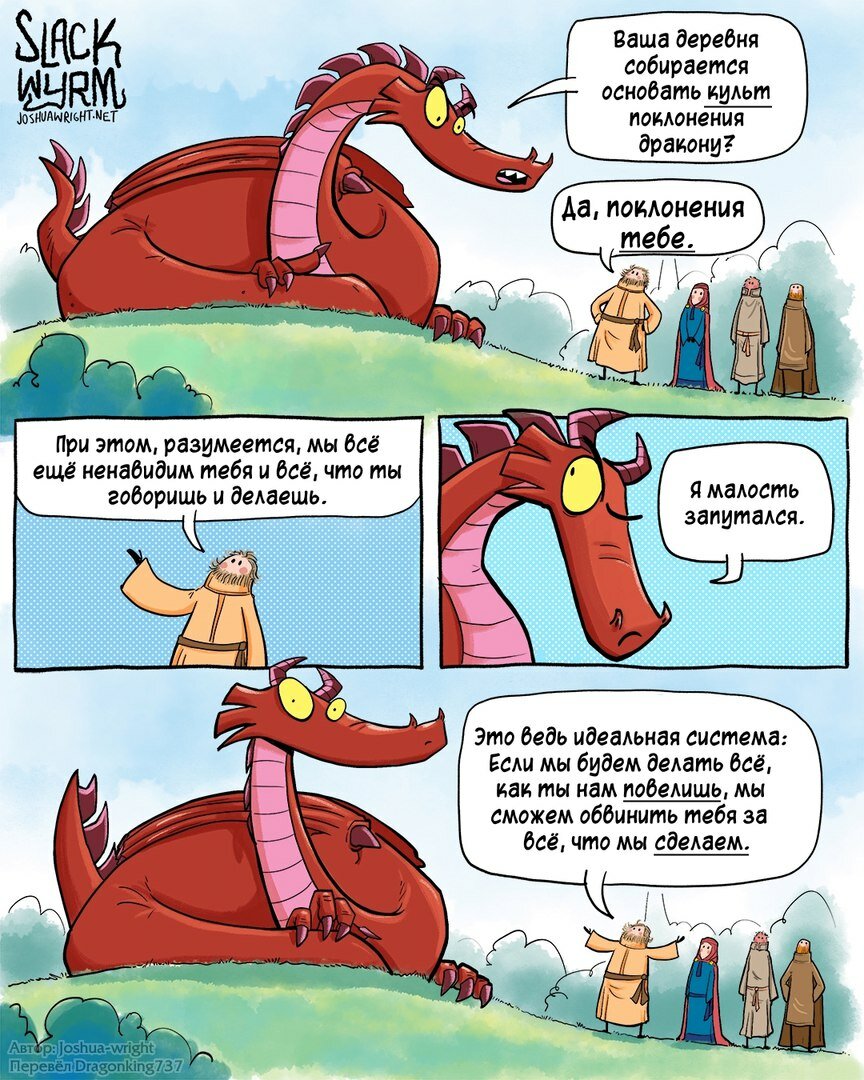 SLACK
WYRM
JOSHUAWRIGHT.NET
Ваша деревня
собирается
основать культ
поклонения
дракону?
Да, поклонения
тебе.
При этом, разумеется, мы всё
ещё ненавидим тебя и всё, что ты
говоришь и делаешь.
Я малость
запутался.
Это ведь идеальная система:
Если мы будем делать всё,
как ты нам повелишь, мы
сможем обвинить тебя за
всё, что мы сделаем.
Автор: Joshua-wright
Перевёл Dragonking737